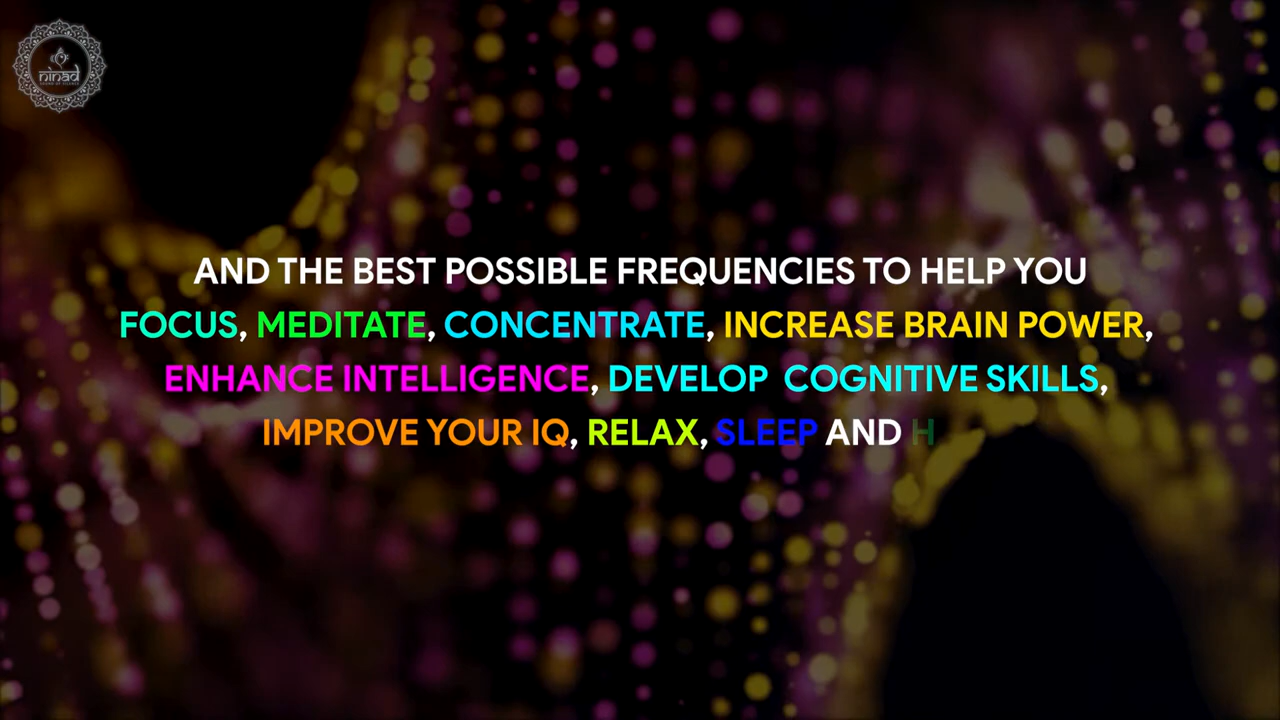 ninad
AND THE BEST POSSIBLE FREQUENCIES TO HELP YOU
FOCUS, MEDITATE, CONCENTRATE, INCREASE BRAIN POWER,
ENHANCE INTELLIGENCE, DEVELOP COGNITIVE SKILLS,
IMPROVE YOUR IQ, RELAX, SLEEP AND H